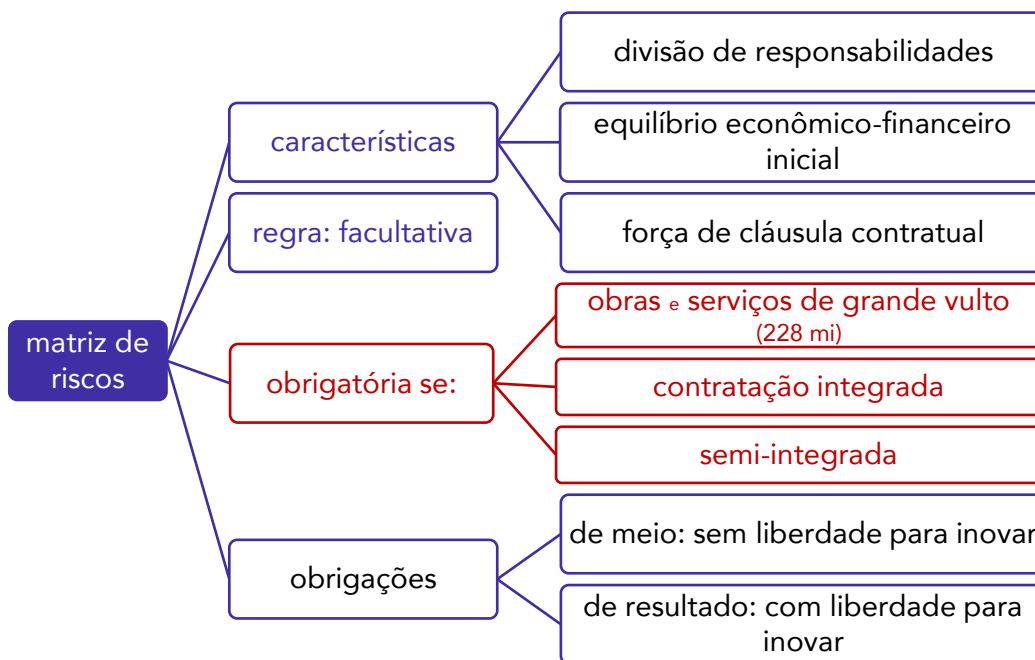 matriz de
riscos
características
divisão de responsabilidades
equilíbrio econômico-financeiro
inicial
força de cláusula contratual
regra: facultativa
obrigatória se:
obras e serviços de grande vulto
(228 mi)
contratação integrada
semi-integrada
obrigações
de meio: sem liberdade para inovar
de resultado: com liberdade para
inovar